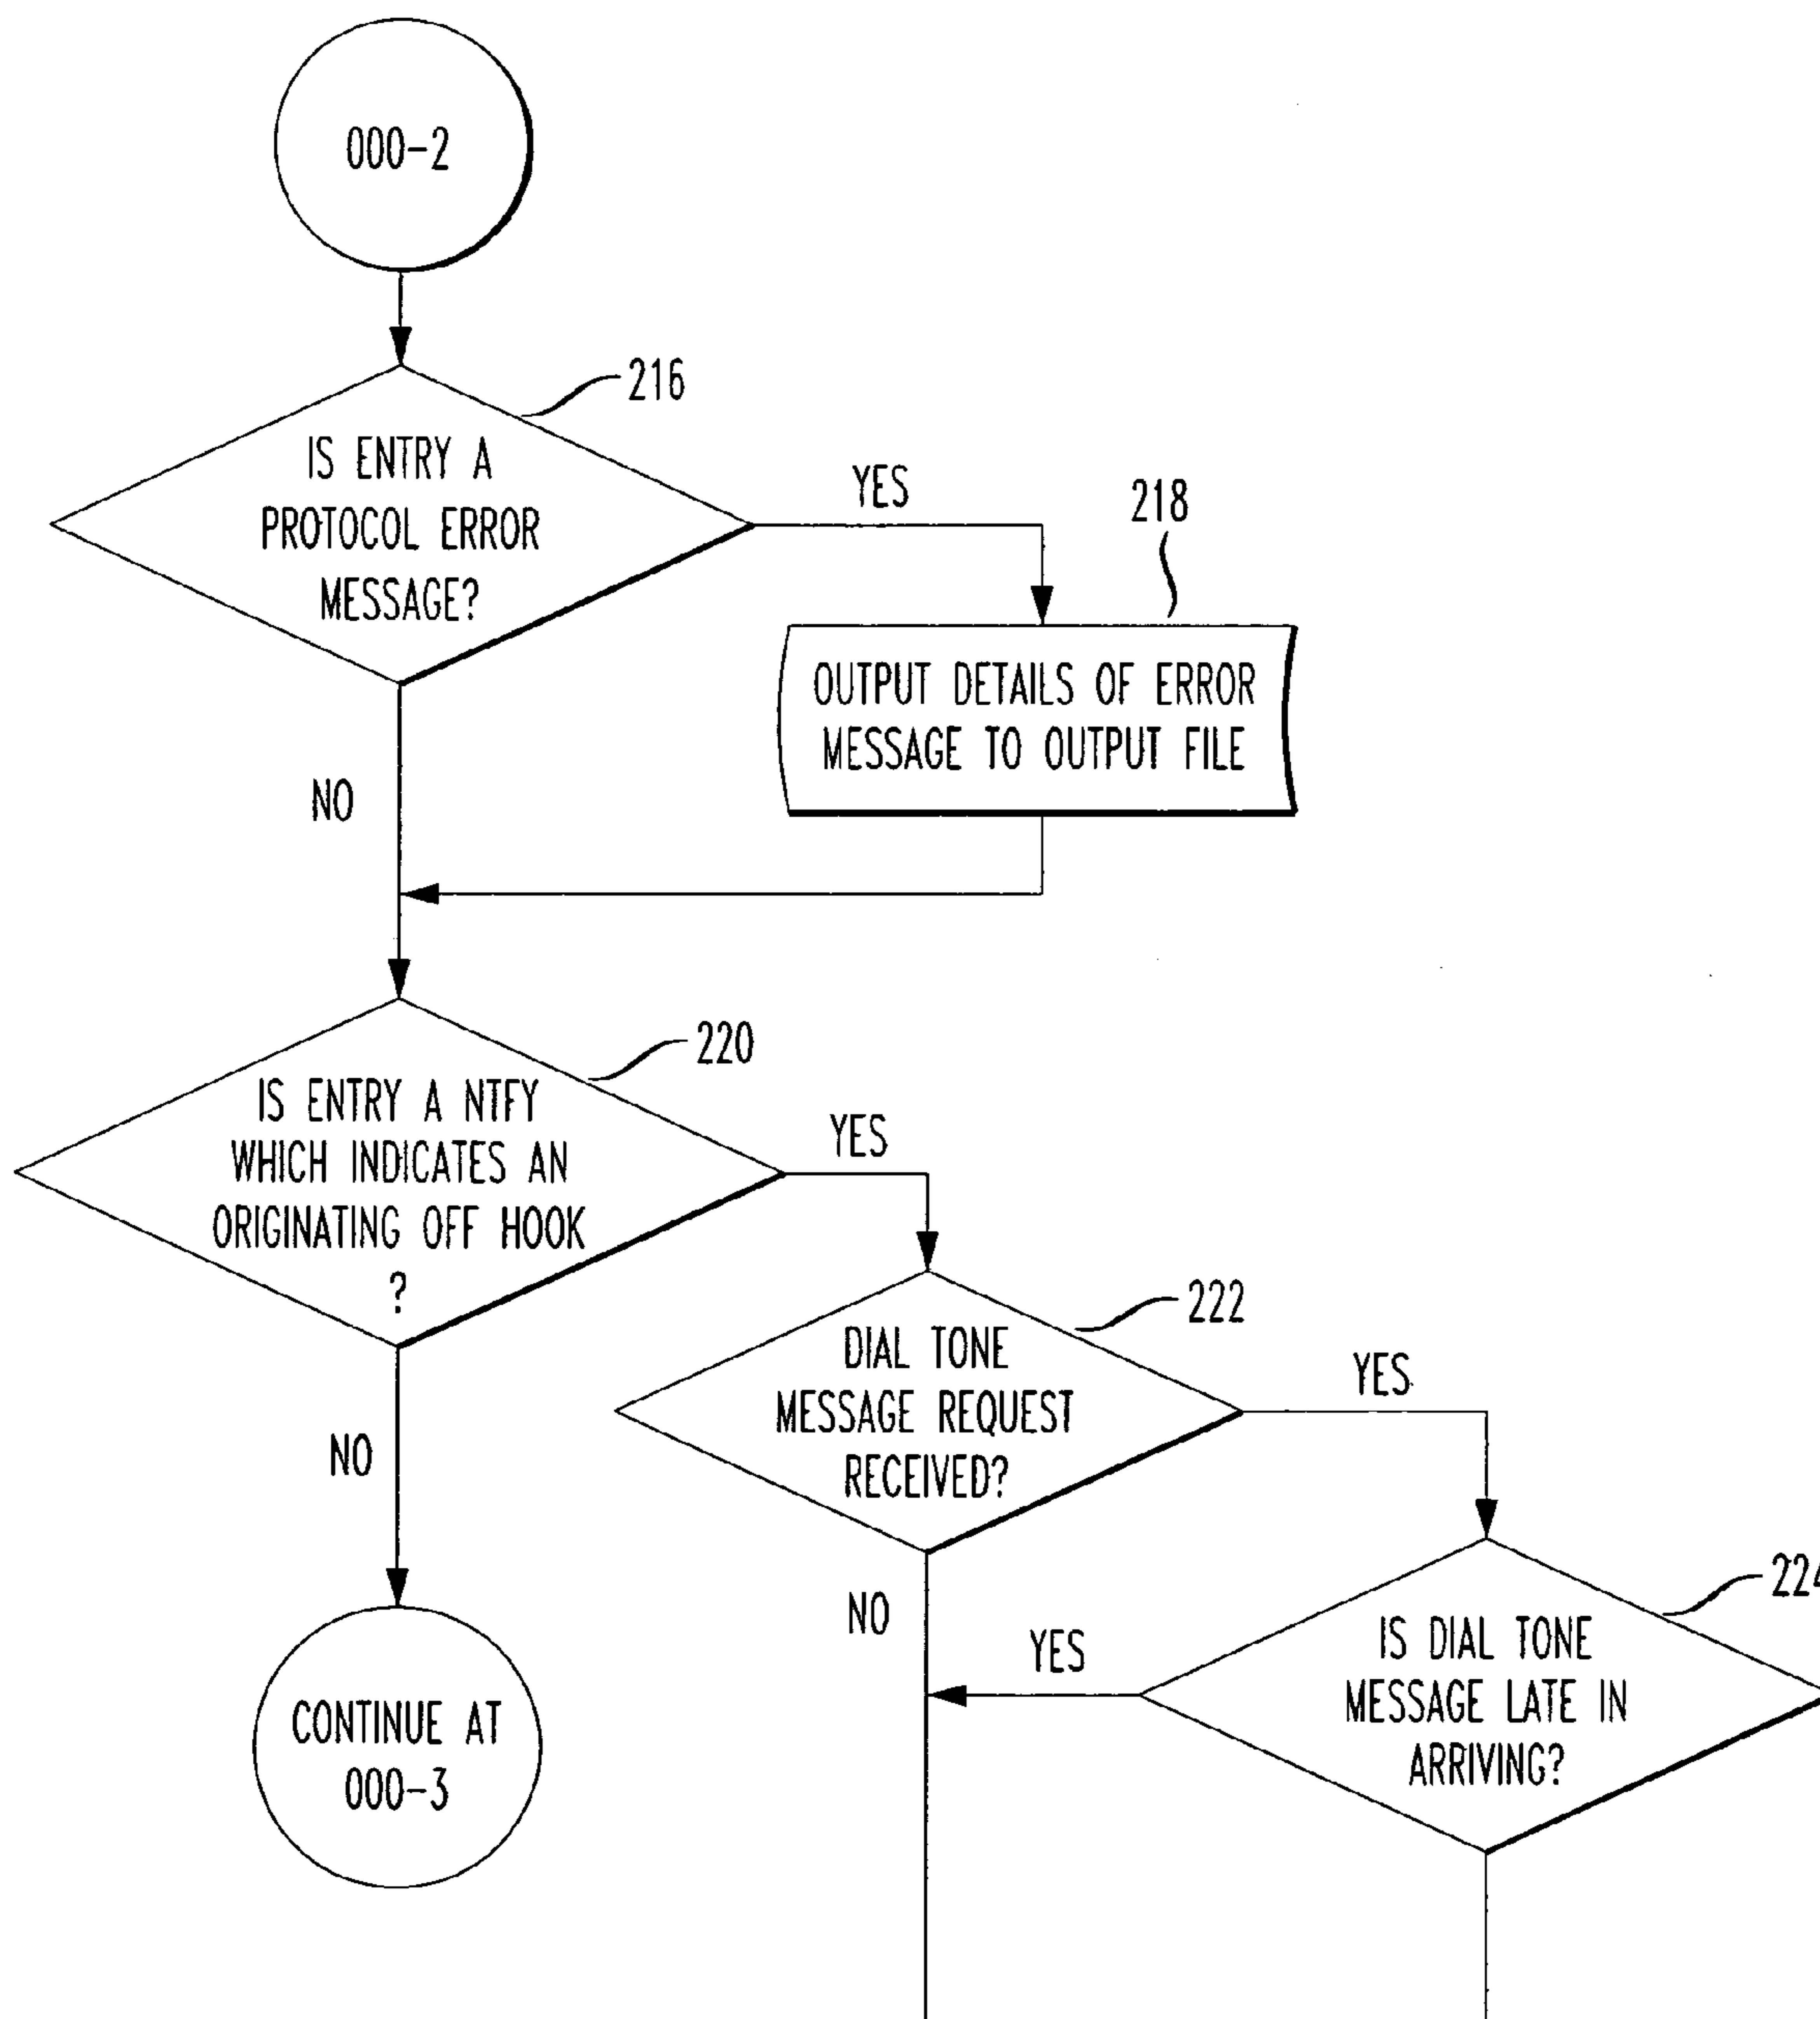 000-2
216
IS ENTRY A
PROTOCOL ERROR
MESSAGE?
YES
218
OUTPUT DETAILS OF ERROR
MESSAGE TO OUTPUT FILE
NO
220
IS ENTRY A NTFY
WHICH INDICATES AN
ORIGINATING OFF HOOK
?
YES
222
DIAL TONE
MESSAGE REQUEST
RECEIVED?
YES
NO
NO
224
IS DIAL TONE
MESSAGE LATE IN
ARRIVING?
YES
CONTINUE AT
000-3